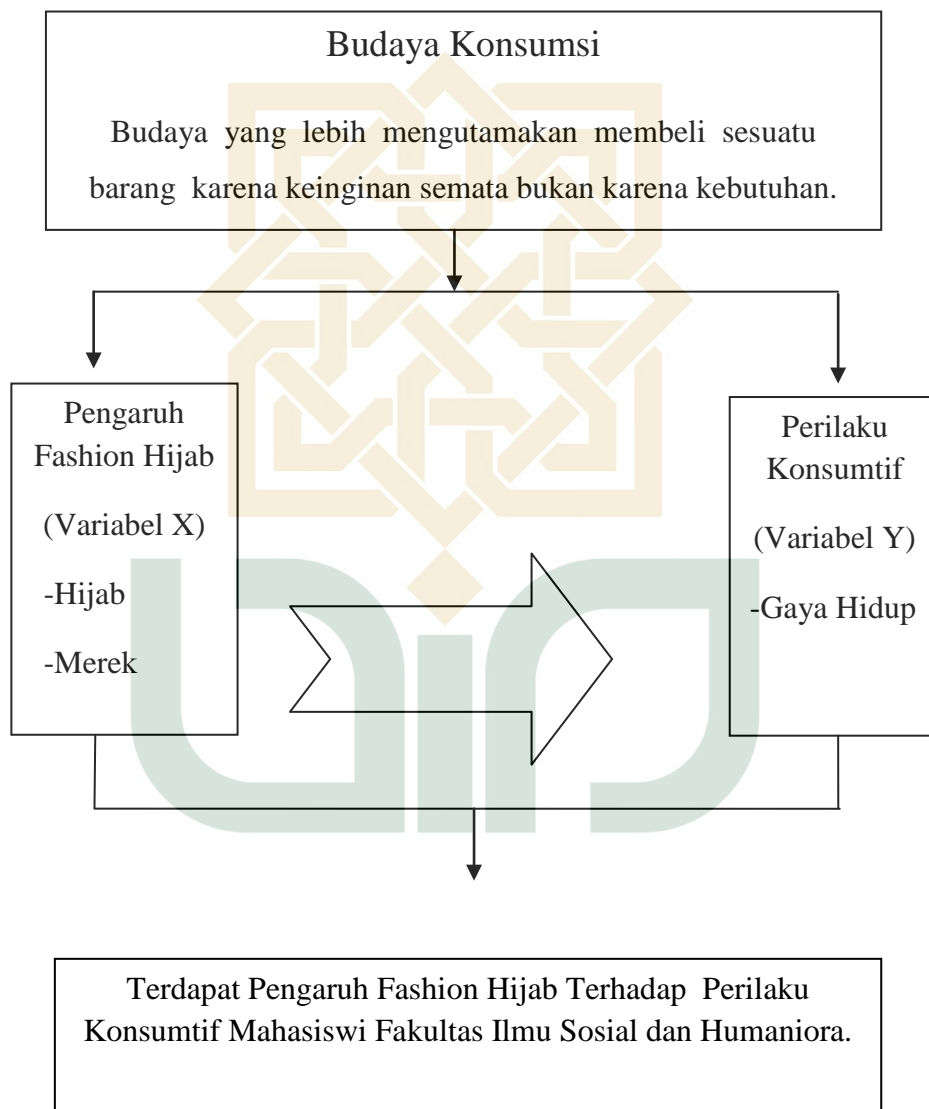 Budaya Konsumsi
Budaya yang lebih mengutamakan membeli sesuatu
barang karena keinginan semata bukan karena kebutuhan.
Pengaruh
Fashion Hijab
(Variabel X)
-Hijab
-Merek
Perilaku
Konsumtif
(Variabel Y)
-Gaya Hidup
Terdapat Pengaruh Fashion Hijab Terhadap Perilaku
Konsumtif Mahasiswi Fakultas Ilmu Sosial dan Humaniora.